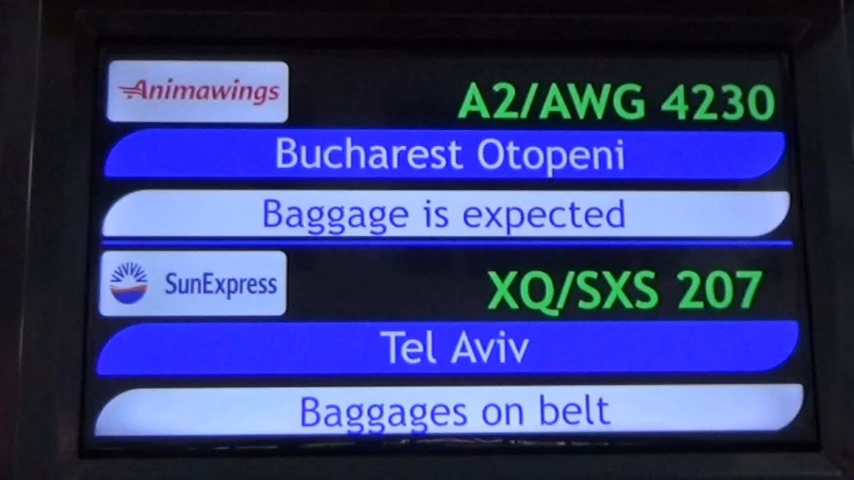 Animawings
A2/AWG 4230
Bucharest Otopeni
Baggage is expected
SunExpress
XQ/SXS 207
Tel Aviv
Baggages on belt